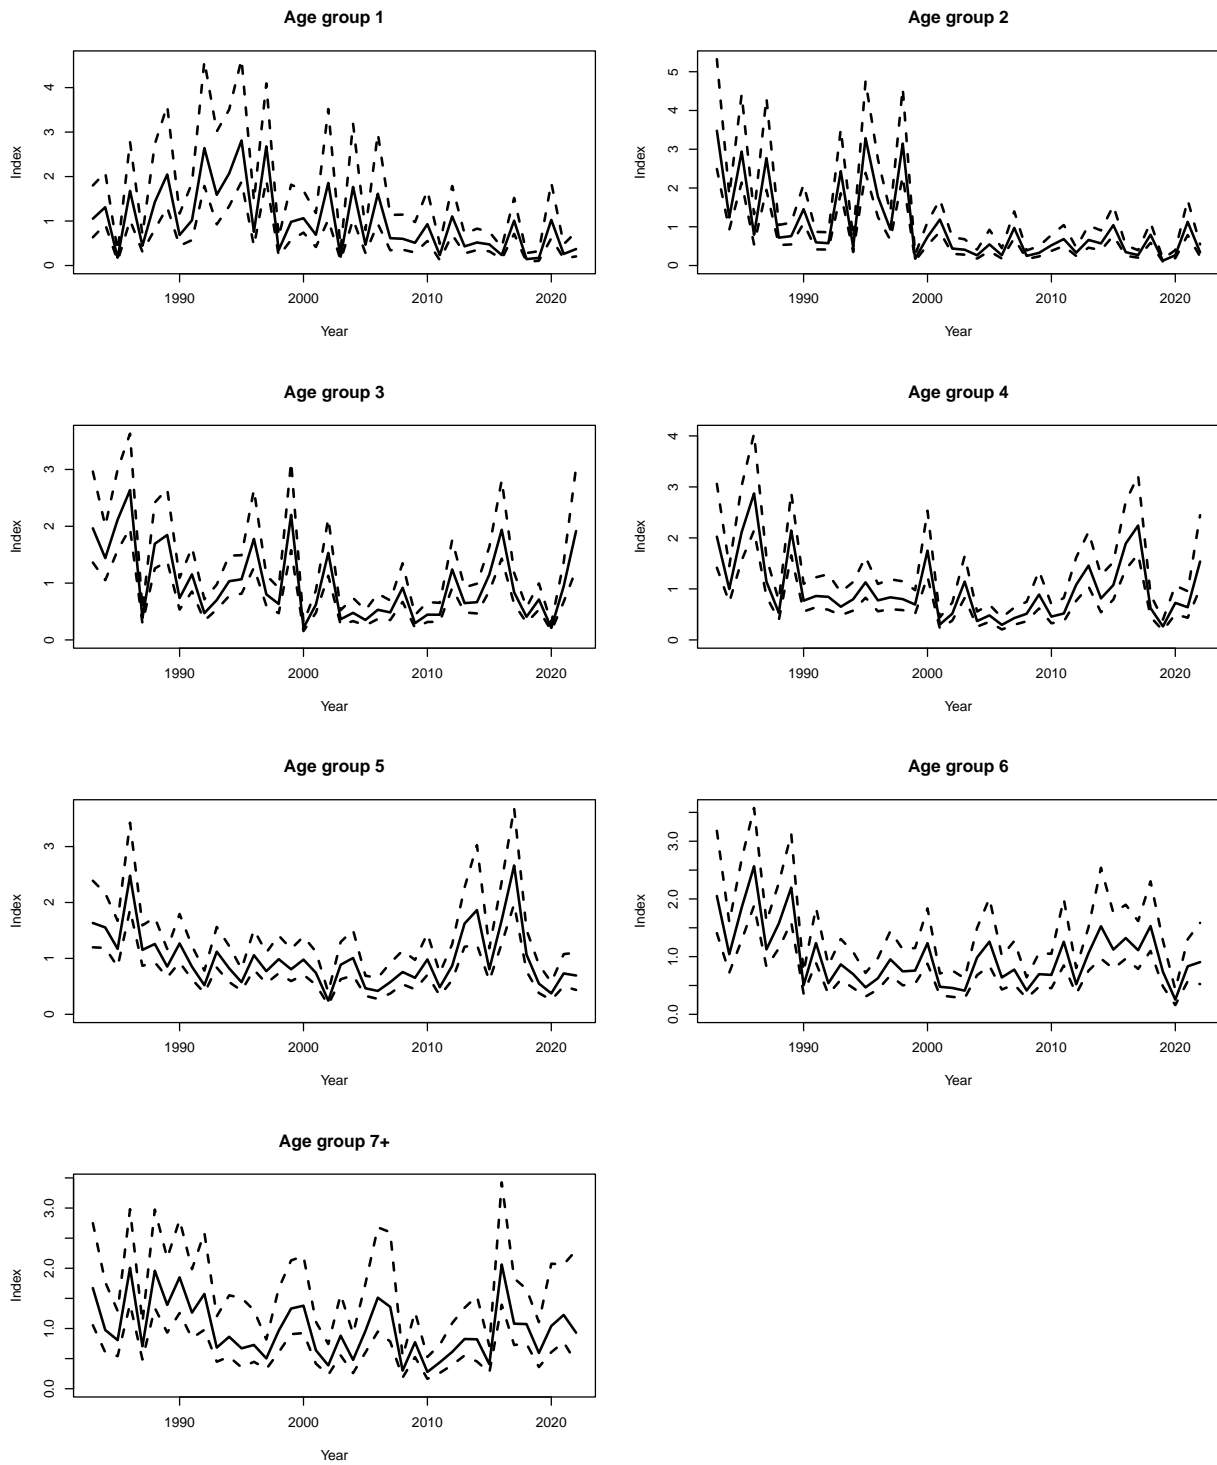 Age group 1
Index
4
3
2
1
0
1990 2000 2010 2020
Year
Age group 2
Index
5
4
3
2
1
0
1990 2000 2010 2020
Year
Age group 3
Index
3
2
1
0
1990 2000 2010 2020
Year
Age group 4
Index
4
3
2
1
0
1990 2000 2010 2020
Year
Age group 5
Index
3
2
1
0
1990 2000 2010 2020
Year
Age group 6
Index
3.0
2.0
1.0
0.0
1990 2000 2010 2020
Year
Age group 7+
Index
3.0
2.0
1.0
0.0
1990 2000 2010 2020
Year